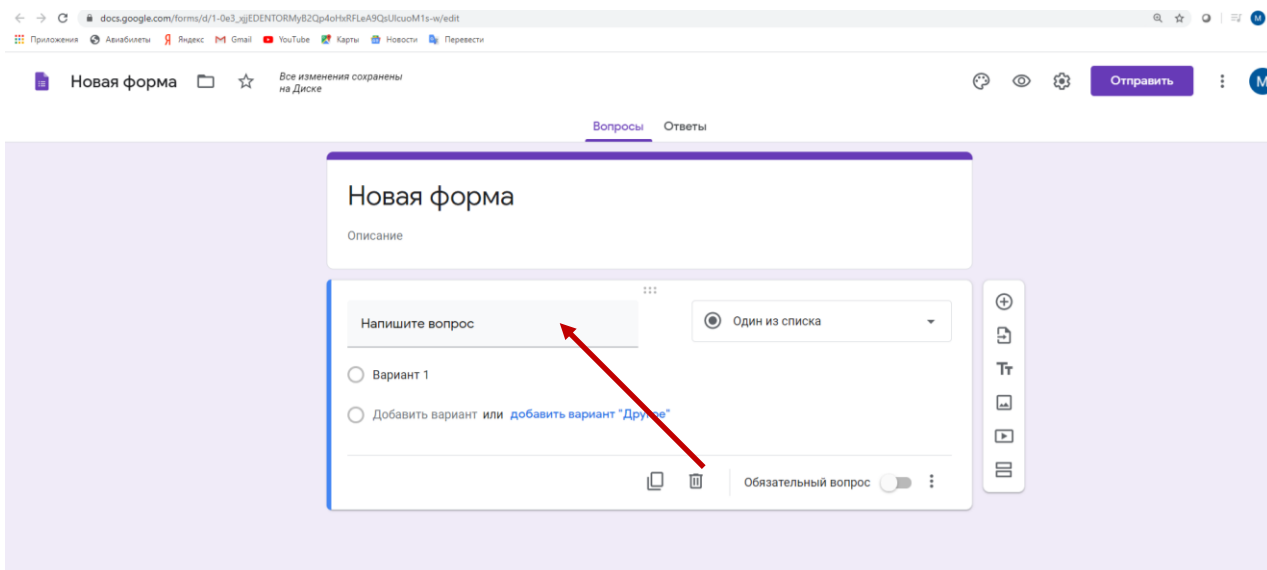 docs.google.com/forms/d/1-0e3_xjjEDENTORMyB2Qp4oHxRFLeA9QsUlcuoM1s-w/edit
Приложения Авиабилеты Яндекс Gmail YouTube Карты Новости Перевести
Новая форма
Все изменения сохранены
на Диске
Отправить
М
Вопросы Ответы
Новая форма
Описание
Напишите вопрос
Один из списка
Вариант 1
Добавить вариант или добавить вариант "Другое"
Обязательный вопрос
Тт